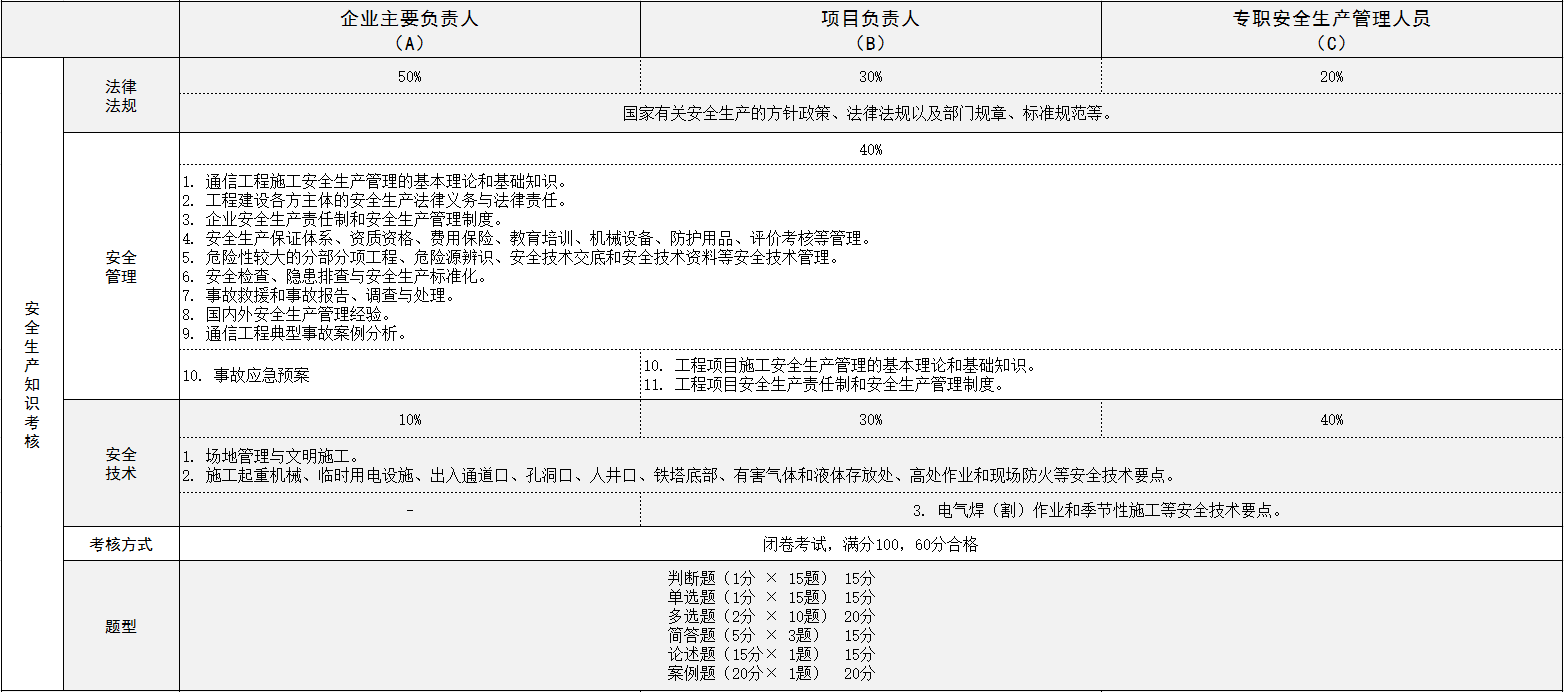 企业主要负责人
（A）
项目负责人
（B）
专职安全生产管理人员
（C）
安全生产知识考核
法律
法规
50%
30%
20%
国家有关安全生产的方针政策、法律法规以及部门规章、标准规范等。
安全
管理
40%
1. 通信工程施工安全生产管理的基本理论和基础知识。
2. 工程建设各方主体的安全生产法律义务与法律责任。
3. 企业安全生产责任制和安全生产管理制度。
4. 安全生产保证体系、资质资格、费用保险、教育培训、机械设备、防护用品、评价考核等管理。
5. 危险性较大的分部分项工程、危险源辨识、安全技术交底和安全技术资料等安全技术管理。
6. 安全检查、隐患排查与安全生产标准化。
7. 事故救援和事故报告、调查与处理。
8. 国内外安全生产管理经验。
9. 通信工程典型事故案例分析。
10. 事故应急预案
10. 工程项目施工安全生产管理的基本理论和基础知识。
11. 工程项目安全生产责任制和安全生产管理制度。
安全
技术
10%
30%
40%
1. 场地管理与文明施工。
2. 施工起重机械、临时用电设施、出入通道口、孔洞口、人井口、铁塔底部、有害气体和液体存放处、高处作业和现场防火等安全技术要点。
-
3. 电气焊（割）作业和季节性施工等安全技术要点。
考核方式
闭卷考试，满分100，60分合格
题型
判断题（1分 × 15题） 15分
单选题（1分 × 15题） 15分
多选题（2分 × 10题） 20分
简答题（5分 × 3题） 15分
论述题（15分× 1题） 15分
案例题（20分× 1题） 20分